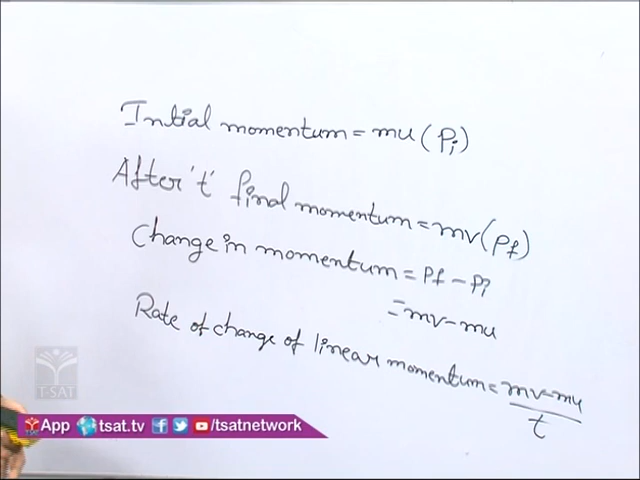 Intial momentum = mu (Pi)
After 't' final momentum = mv (Pf)
Change in momentum = Pf - Pi
= mv - mu
Rate of change of linear momentum = mv-mu / t
T-SAT
App tsat.tv /tsatnetwork